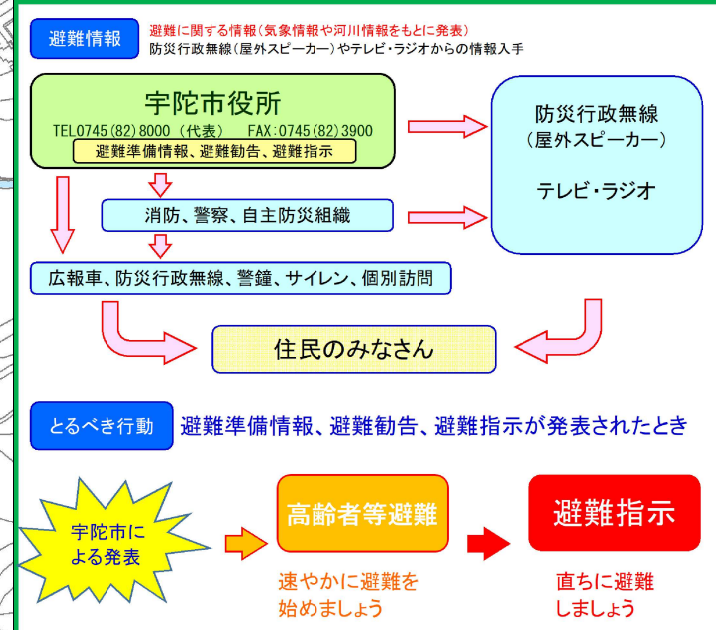 避難情報
避難に関する情報(気象情報や河川情報をもとに発表)
防災行政無線(屋外スピーカー)やテレビ・ラジオからの情報入手
宇陀市役所
TEL0745(82)8000 (代表) FAX:0745(82)3900
避難準備情報、避難勧告、避難指示
防災行政無線
(屋外スピーカー)
テレビ・ラジオ
消防、警察、自主防災組織
広報車、防災行政無線、警鐘、サイレン、個別訪問
住民のみなさん
とるべき行動
避難準備情報、避難勧告、避難指示が発表されたとき
宇陀市に
よる発表
高齢者等避難
速やかに避難を
始めましょう
避難指示
直ちに避難
しましょう